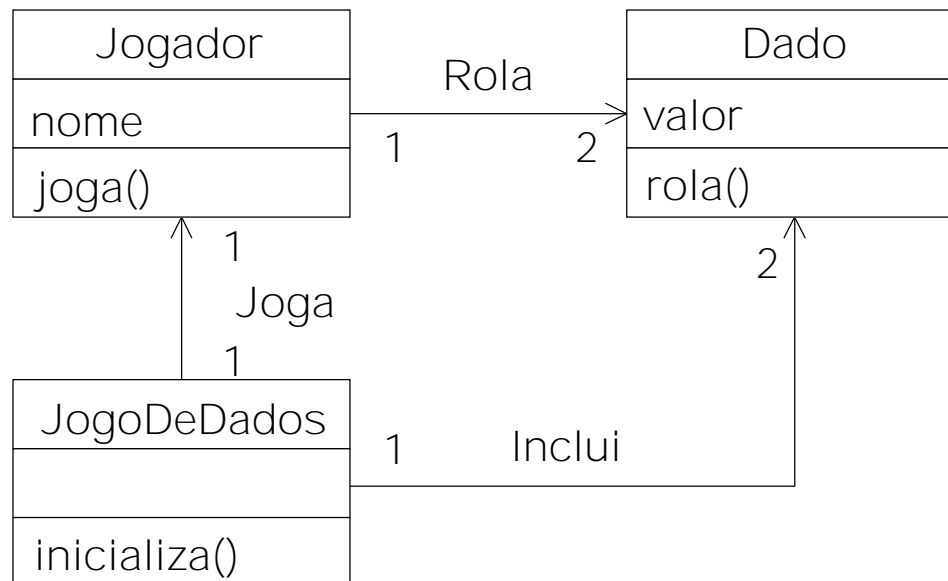 Jogador
nome
joga()
Rola
1
2
Dado
valor
rola()
1
Joga
1
2
JogoDeDados
inicializa()
1
Inclui